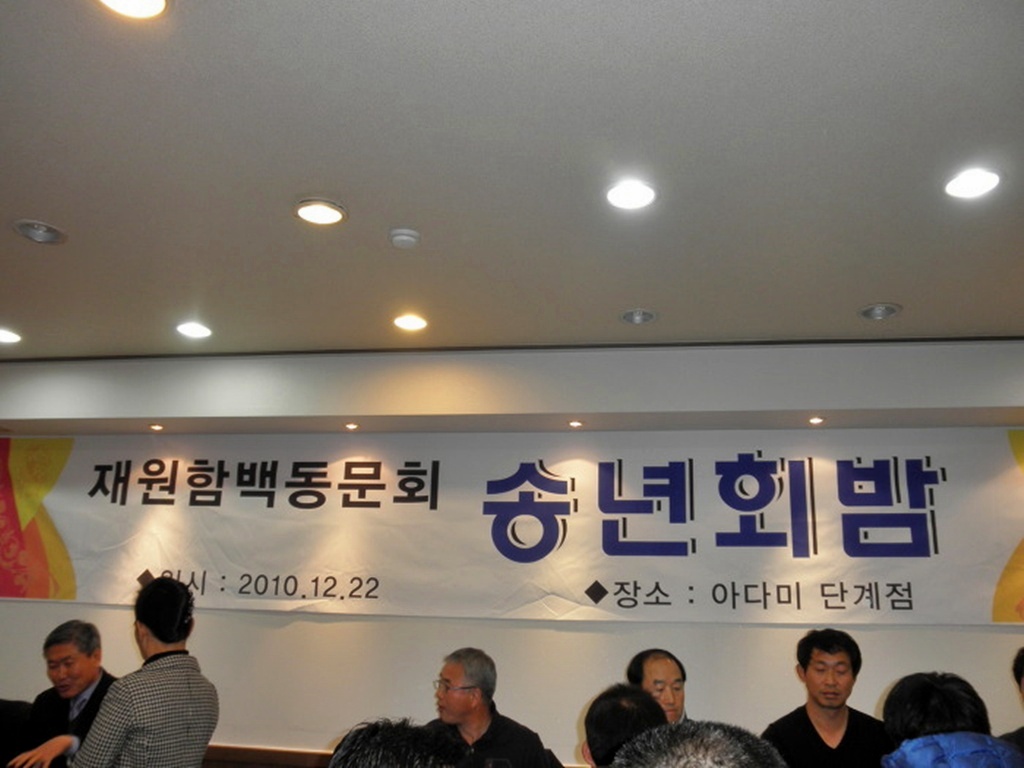 재원함백동문회 송년회밤
◆일시 : 2010.12.22 ◆장소 : 아다미 단계점